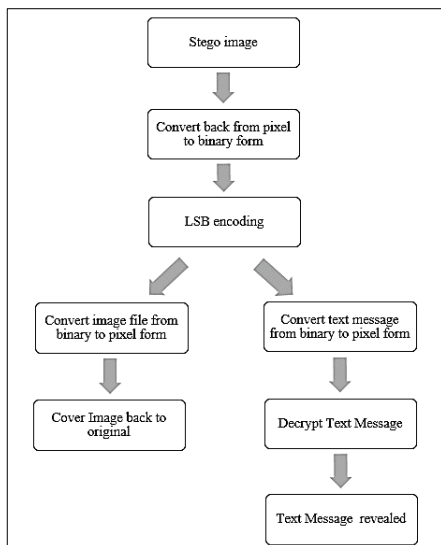 Stego image
Convert back from pixel
to binary form
LSB encoding
Convert image file from
binary to pixel form
Cover Image back to
original
Convert text message
from binary to pixel form
Decrypt Text Message
Text Message revealed